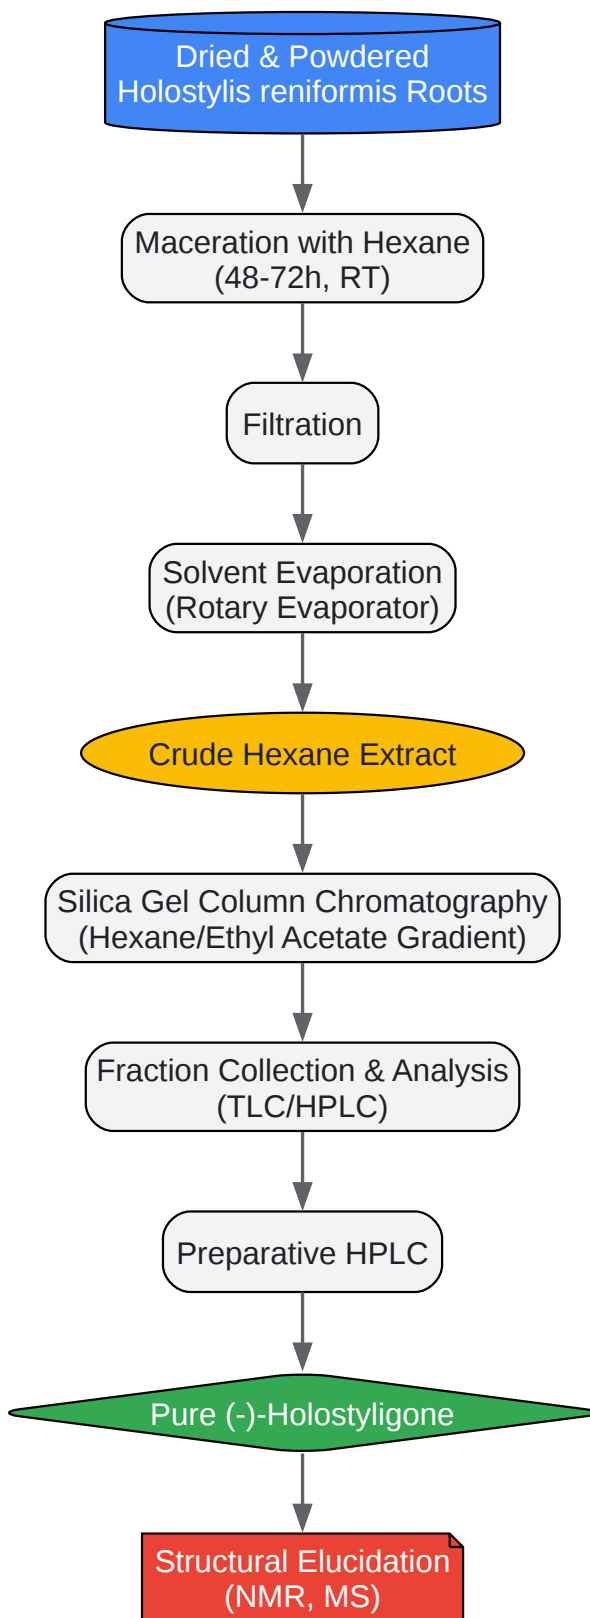 Dried & Powdered
Holostylis reniformis Roots
Maceration with Hexane
(48-72h, RT)
Filtration
Solvent Evaporation
(Rotary Evaporator)
Crude Hexane Extract
Silica Gel Column Chromatography
(Hexane/Ethyl Acetate Gradient)
Fraction Collection & Analysis
(TLC/HPLC)
Preparative HPLC
Pure (-)-Holostyligone
Structural Elucidation
(NMR, MS)